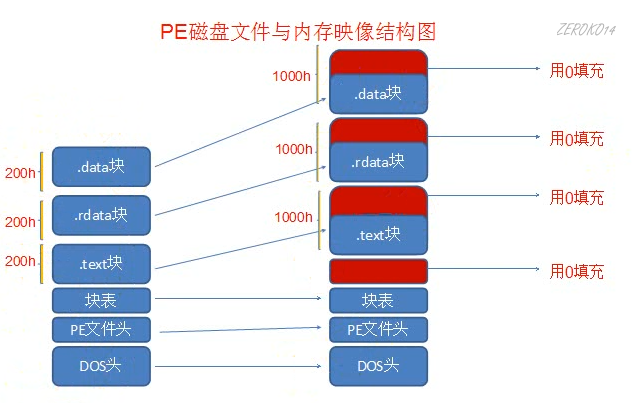 PE磁盘文件与内存映像结构图
ZEROK014
1000h
.data块
用0填充
200h
.data块
1000h
.rdata块
用0填充
200h
.rdata块
1000h
.text块
用0填充
200h
.text块
用0填充
块表
块表
PE文件头
PE文件头
DOS头
DOS头